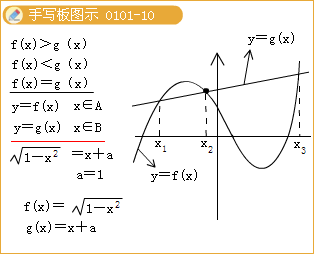 手写板图示 0101-10
f(x)>g（x)
f(x)<g（x)
f(x)=g（x)
y=f(x) x∈A
y=g(x) x∈B
√1-x² =x+a
a=1
f(x)= √1-x²
g(x)=x+a
y=g(x)
x₁
x₂
x₃
y=f(x)